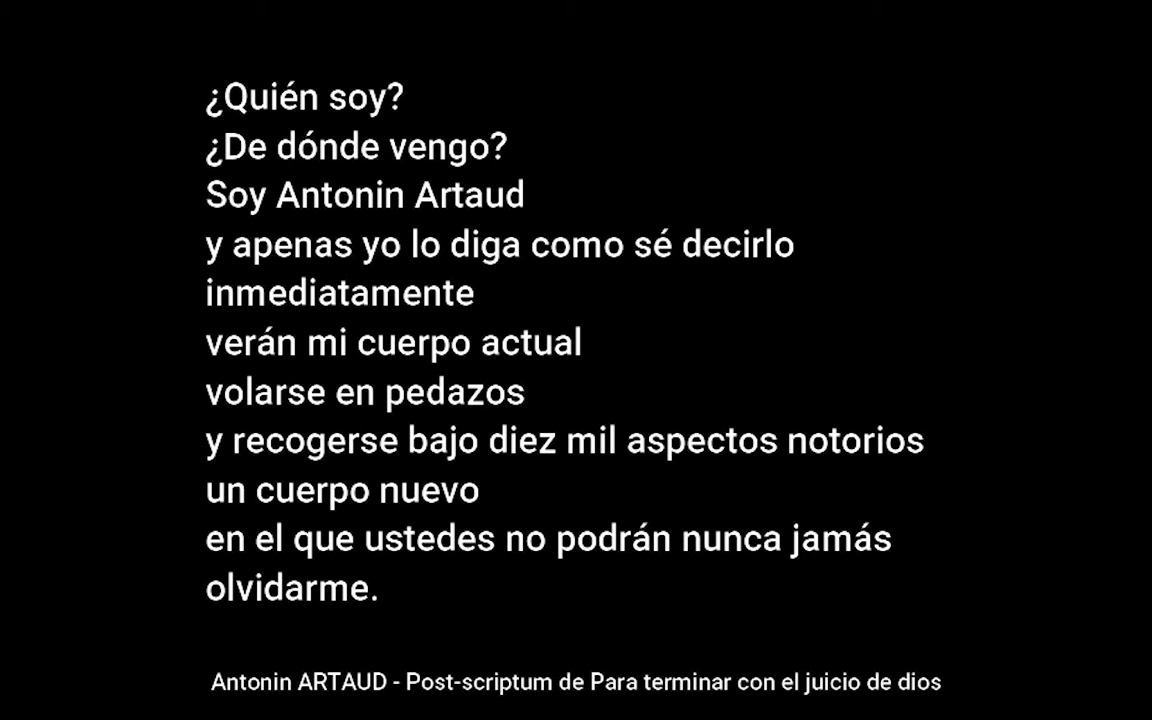 ¿Quién soy?
¿De dónde vengo?
Soy Antonin Artaud
y apenas yo lo diga como sé decirlo
inmediatamente
verán mi cuerpo actual
volarse en pedazos
y recogerse bajo diez mil aspectos notorios
un cuerpo nuevo
en el que ustedes no podrán nunca jamás
olvidarme.
Antonin ARTAUD - Post-scriptum de Para terminar con el juicio de dios